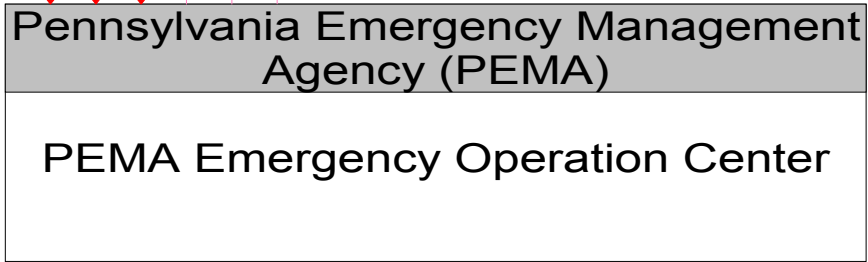 Pennsylvania Emergency Management
Agency (PEMA)
PEMA Emergency Operation Center